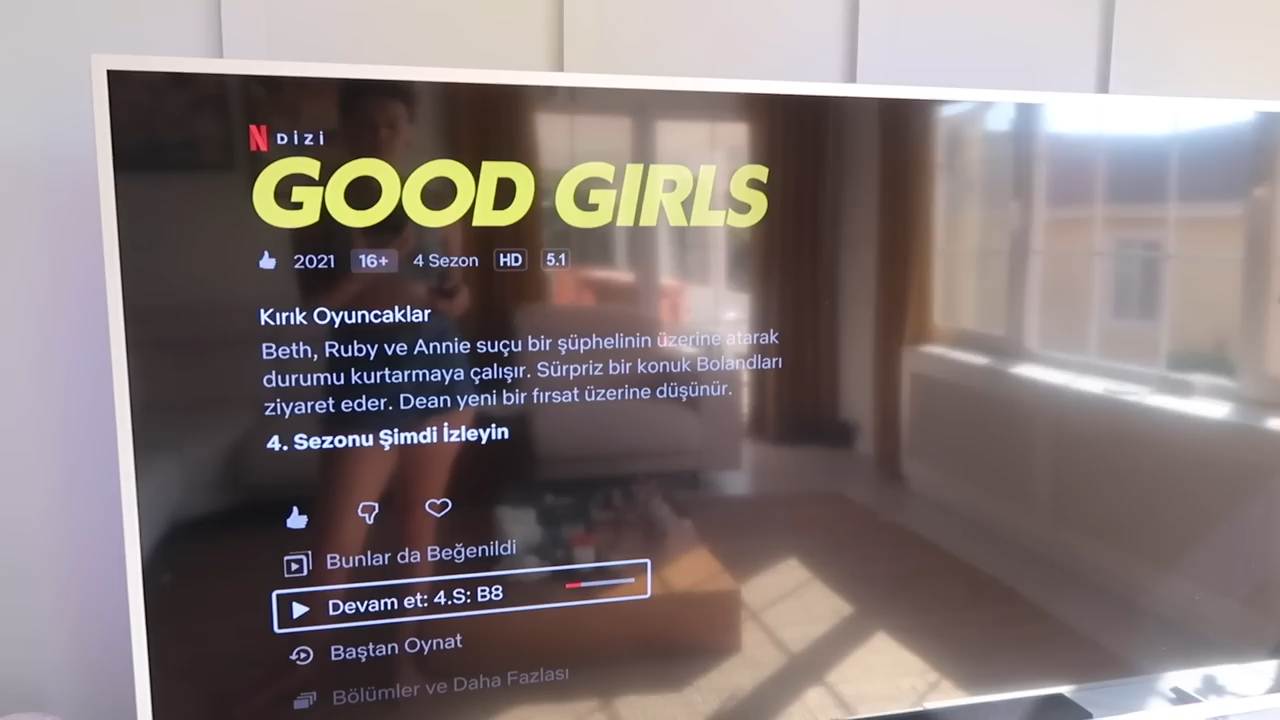 N DİZİ
GOOD GIRLS
2021 16+ 4 Sezon HD 5.1
Kırık Oyuncaklar
Beth, Ruby ve Annie suçu bir şüphelinin üzerine atarak
durumu kurtarmaya çalışır. Sürpriz bir konuk Bolandları
ziyaret eder. Dean yeni bir fırsat üzerine düşünür.
4. Sezonu Şimdi İzleyin
Bunlar da Beğenildi
Devam et: 4.S: B8
Baştan Oynat
Bölümler ve Daha Fazlası